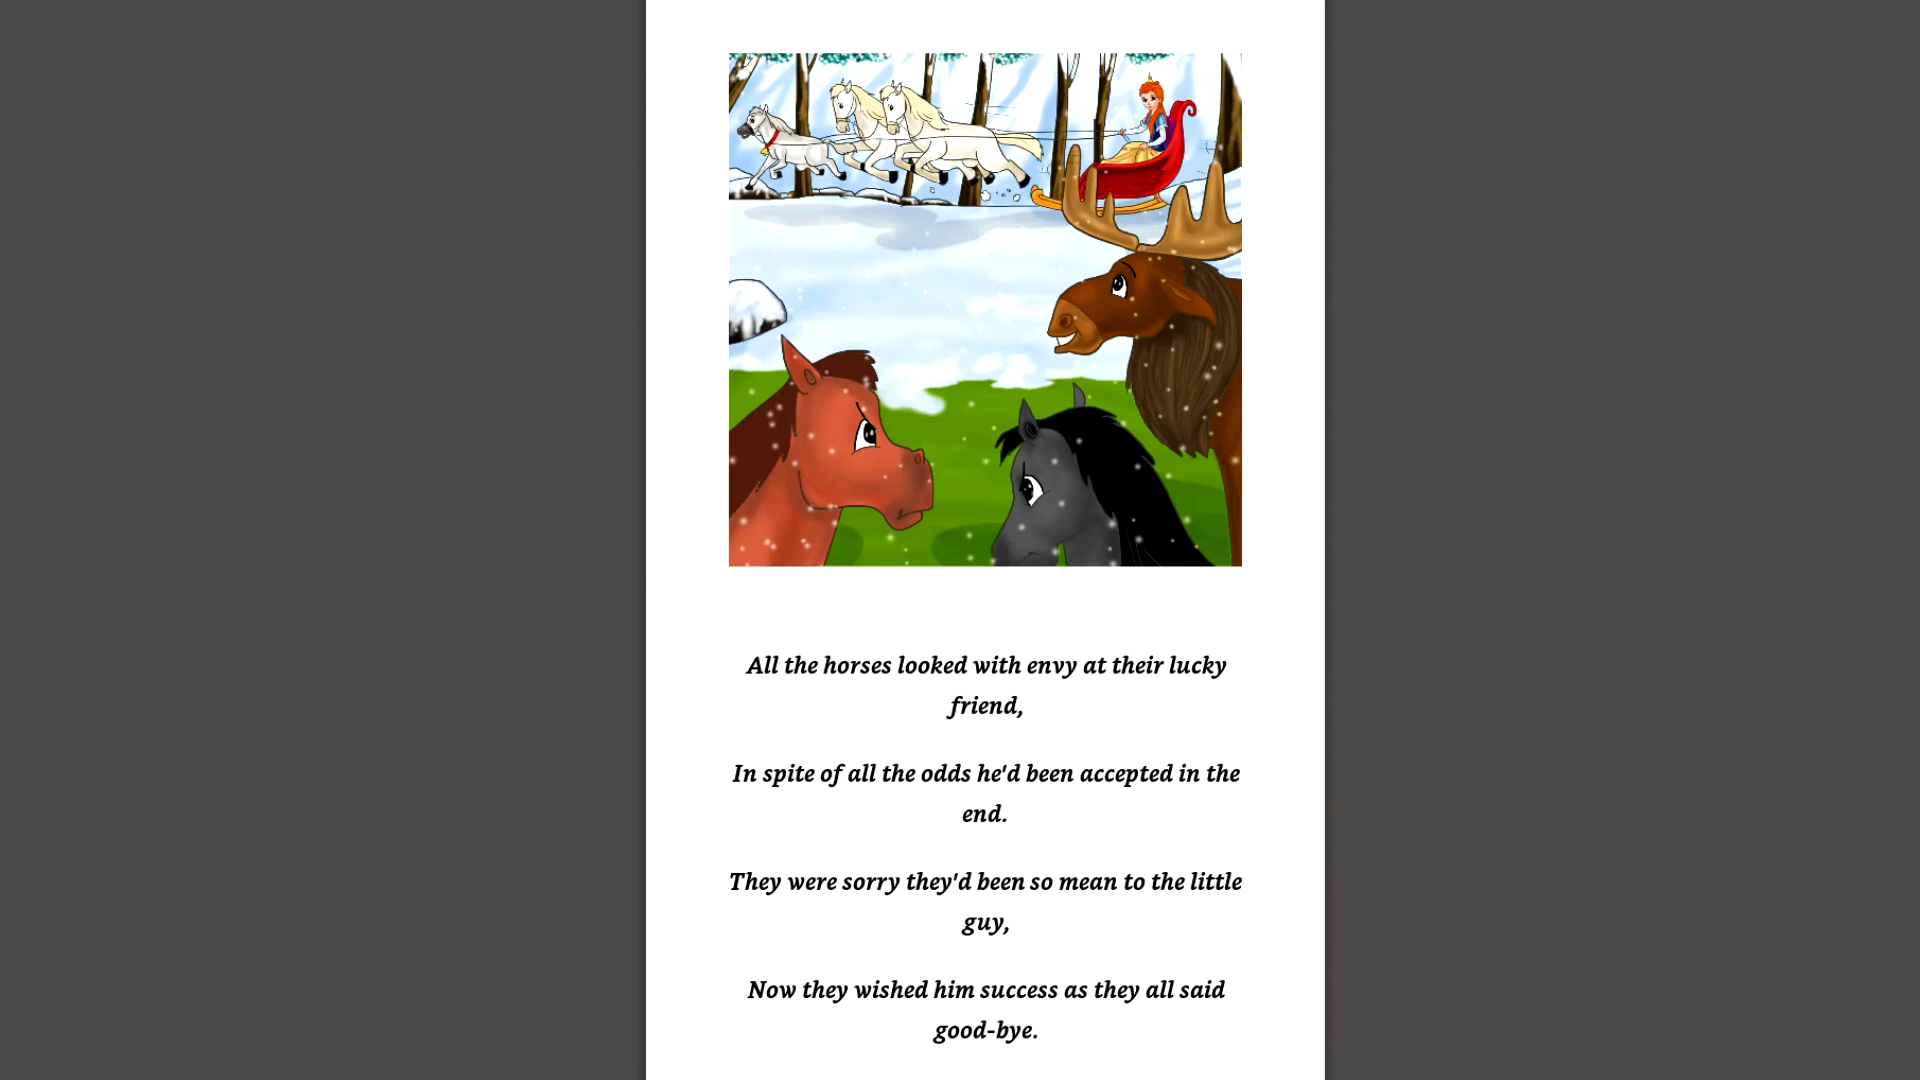 All the horses looked with envy at their lucky
friend,
In spite of all the odds he'd been accepted in the
end.
They were sorry they'd been so mean to the little
guy,
Now they wished him success as they all said
good-bye.